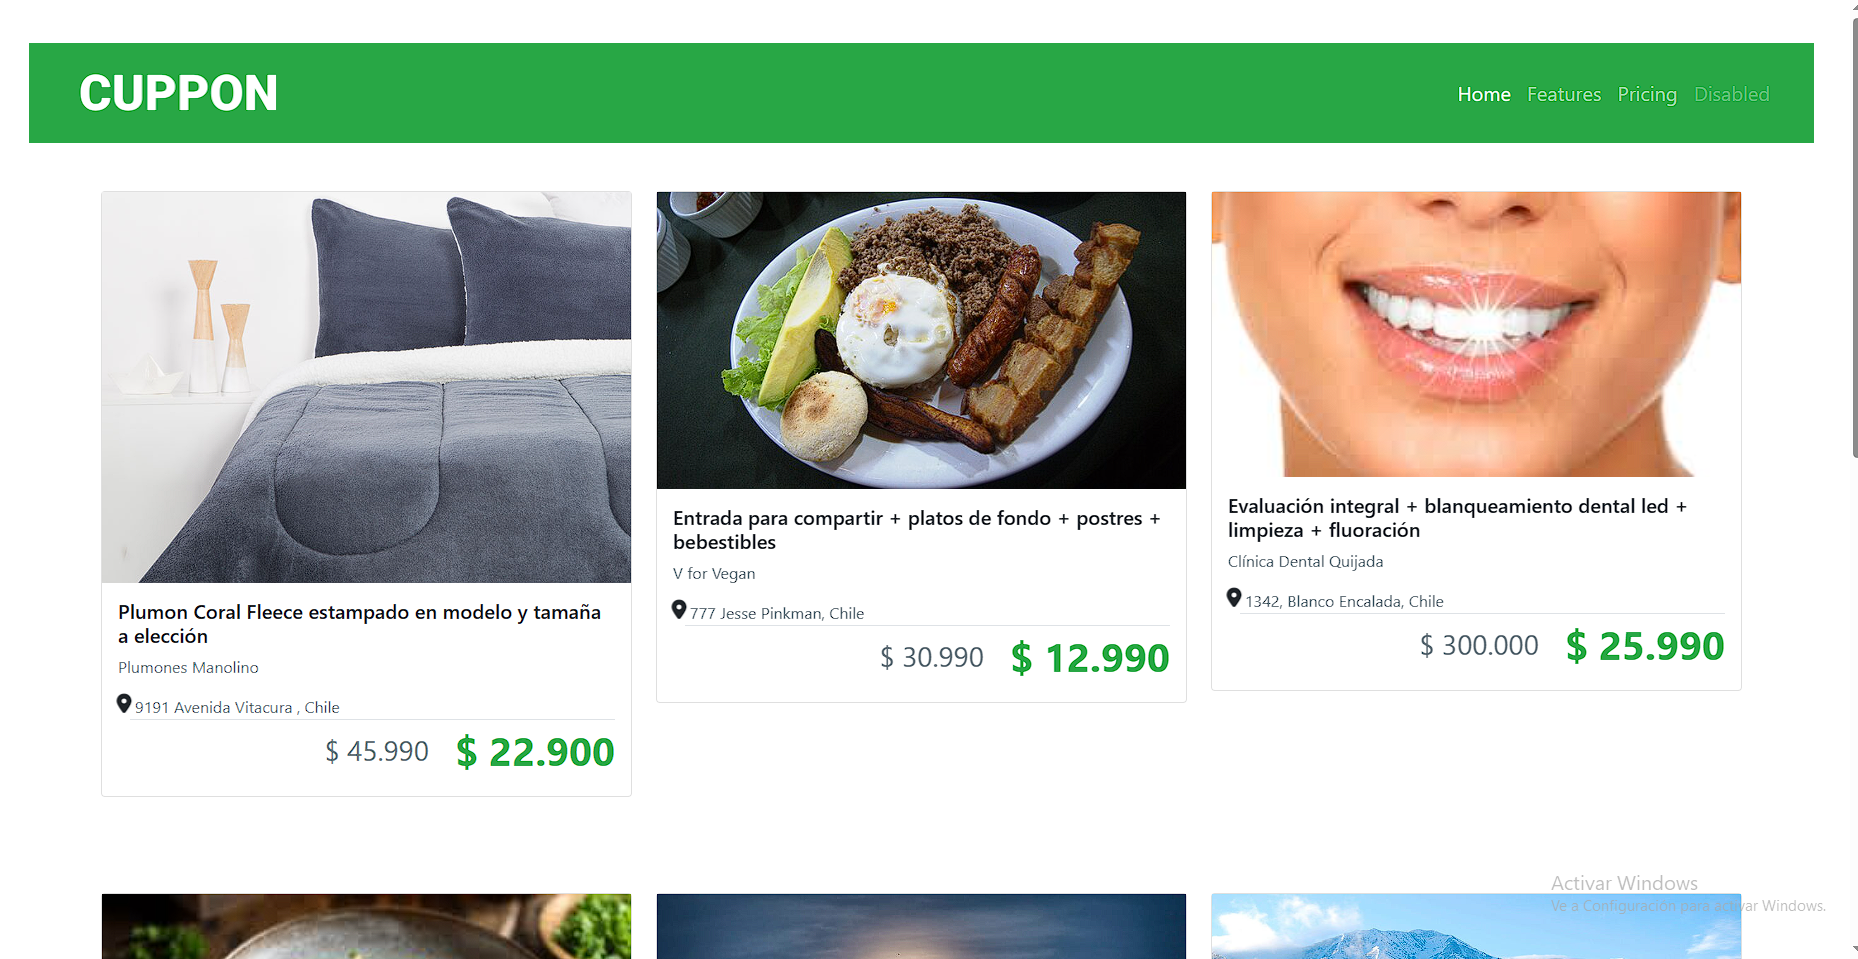 CUPPON
Home Features Pricing Disabled
Plumon Coral Fleece estampado en modelo y tamaña
a elección
Plumones Manolino
9191 Avenida Vitacura , Chile
$ 45.990 $ 22.900
Entrada para compartir + platos de fondo + postres +
bebestibles
V for Vegan
777 Jesse Pinkman, Chile
$ 30.990 $ 12.990
Evaluación integral + blanqueamiento dental led +
limpieza + fluoración
Clínica Dental Quijada
1342, Blanco Encalada, Chile
$ 300.000 $ 25.990
Activar Windows
Ve a Configuración para activar Windows.